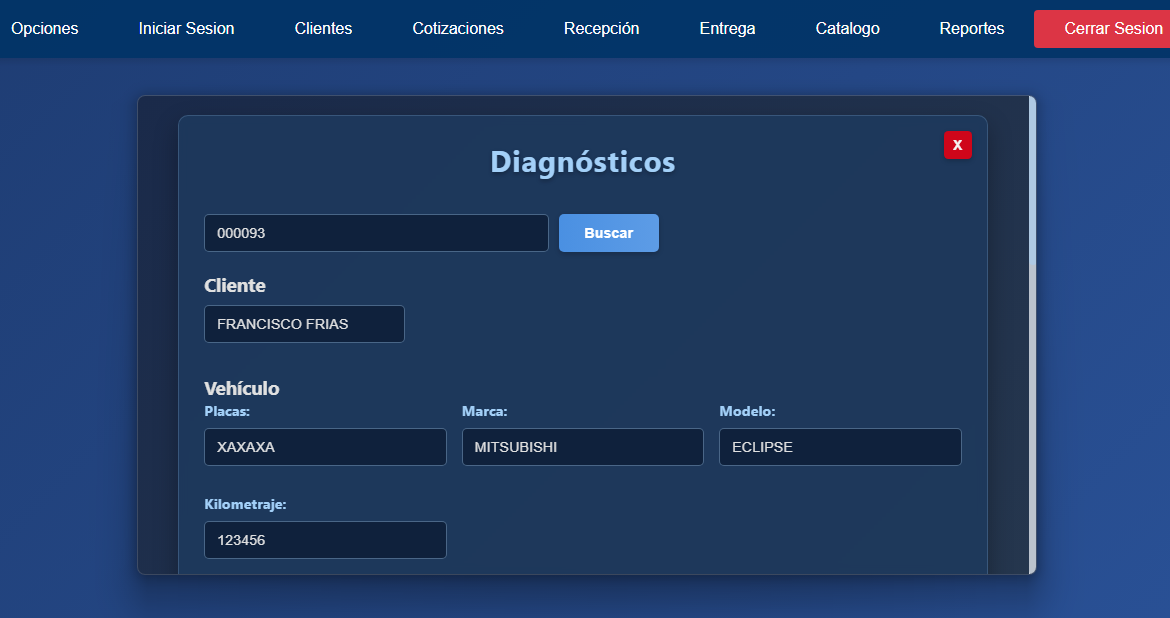 Opciones Iniciar Sesion Clientes Cotizaciones Recepción Entrega Catalogo Reportes Cerrar Sesion
X
Diagnósticos
000093 Buscar
Cliente
FRANCISCO FRIAS
Vehículo
Placas: Marca: Modelo:
XAXAXA MITSUBISHI ECLIPSE
Kilometraje:
123456